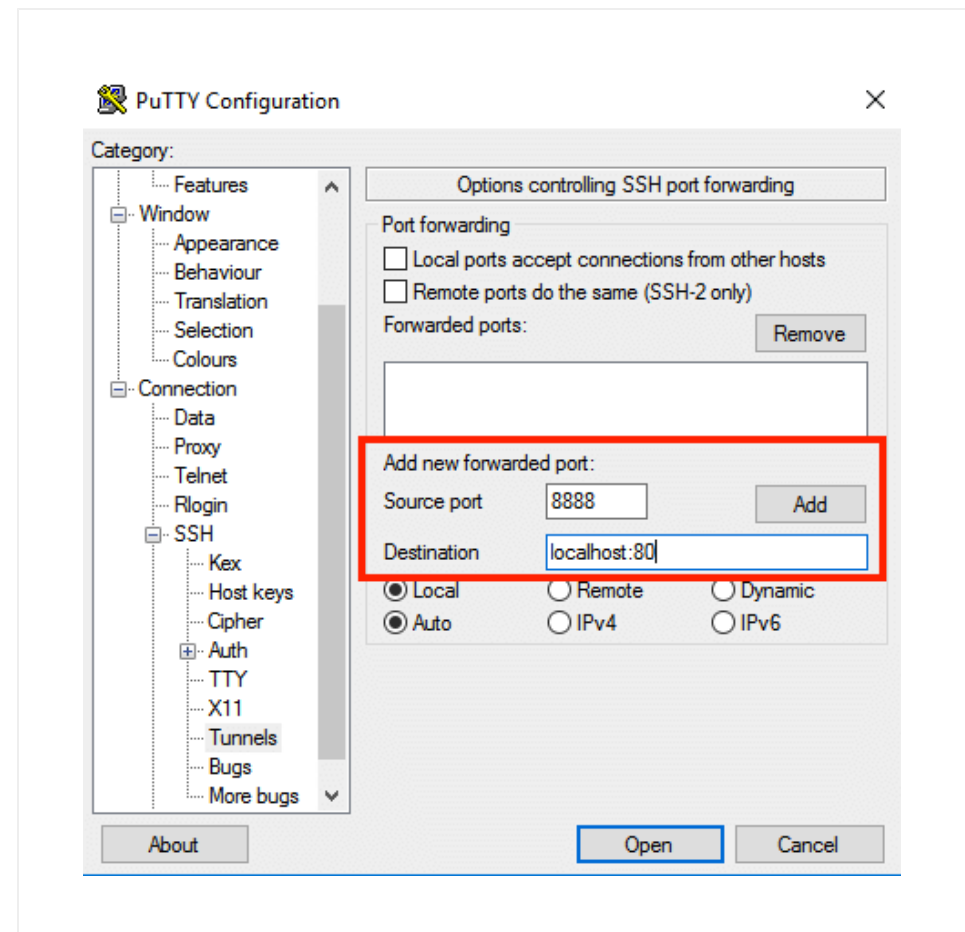 PuTTY Configuration
Category:
Features
Window
Appearance
Behaviour
Translation
Selection
Colours
Connection
Data
Proxy
Telnet
Rlogin
SSH
Kex
Host keys
Cipher
Auth
TTY
X11
Tunnels
Bugs
More bugs
Options controlling SSH port forwarding
Port forwarding
Local ports accept connections from other hosts
Remote ports do the same (SSH-2 only)
Forwarded ports:
Remove
Add new forwarded port:
Source port 8888 Add
Destination localhost:80
Local Remote Dynamic
Auto IPv4 IPv6
About Open Cancel